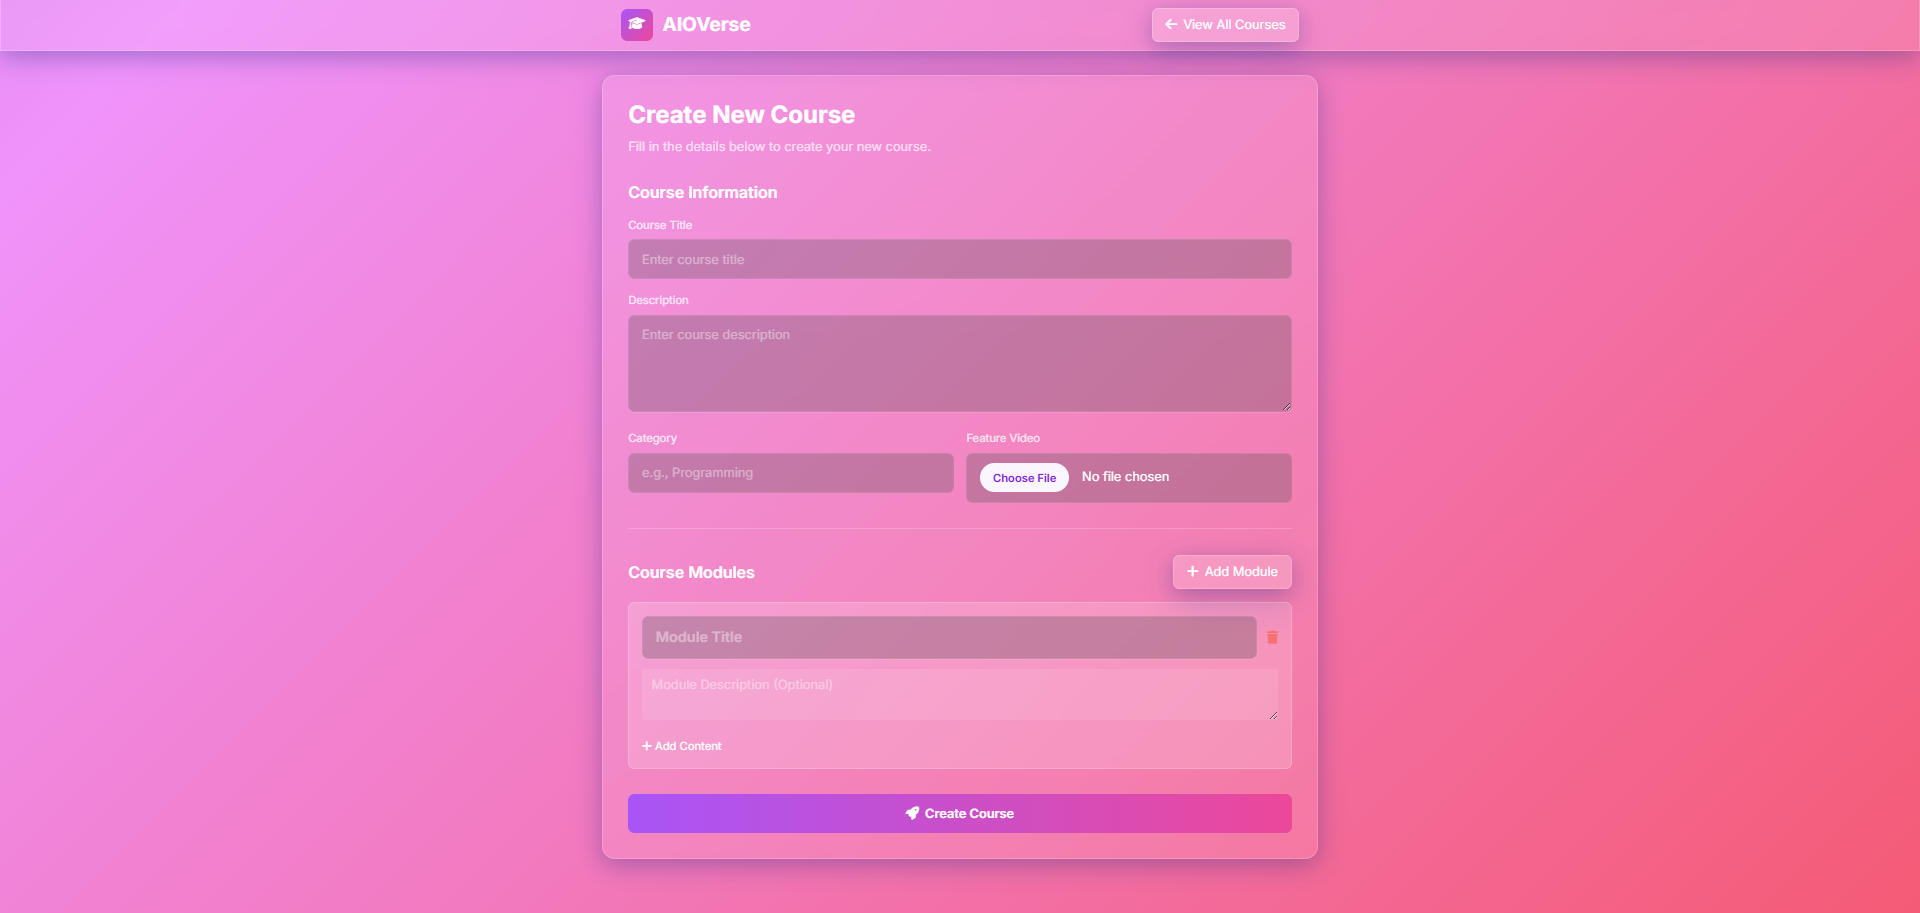 AIOVerse
View All Courses
Create New Course
Fill in the details below to create your new course.
Course Information
Course Title
Enter course title
Description
Enter course description
Category
Feature Video
e.g., Programming
Choose File
No file chosen
Course Modules
Add Module
Module Title
Module Description (Optional)
Add Content
Create Course